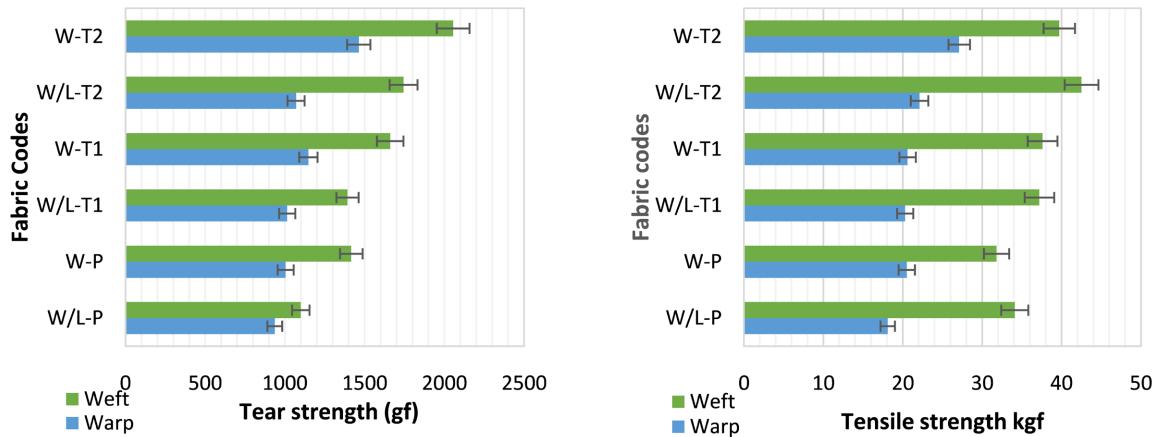 Fabric Codes
W-T2
W/L-T2
W-T1
W/L-T1
W-P
W/L-P
0 500 1000 1500 2000 2500
Tear strength (gf)
Weft
Warp
Fabric codes
W-T2
W/L-T2
W-T1
W/L-T1
W-P
W/L-P
0 10 20 30 40 50
Tensile strength kgf
Weft
Warp